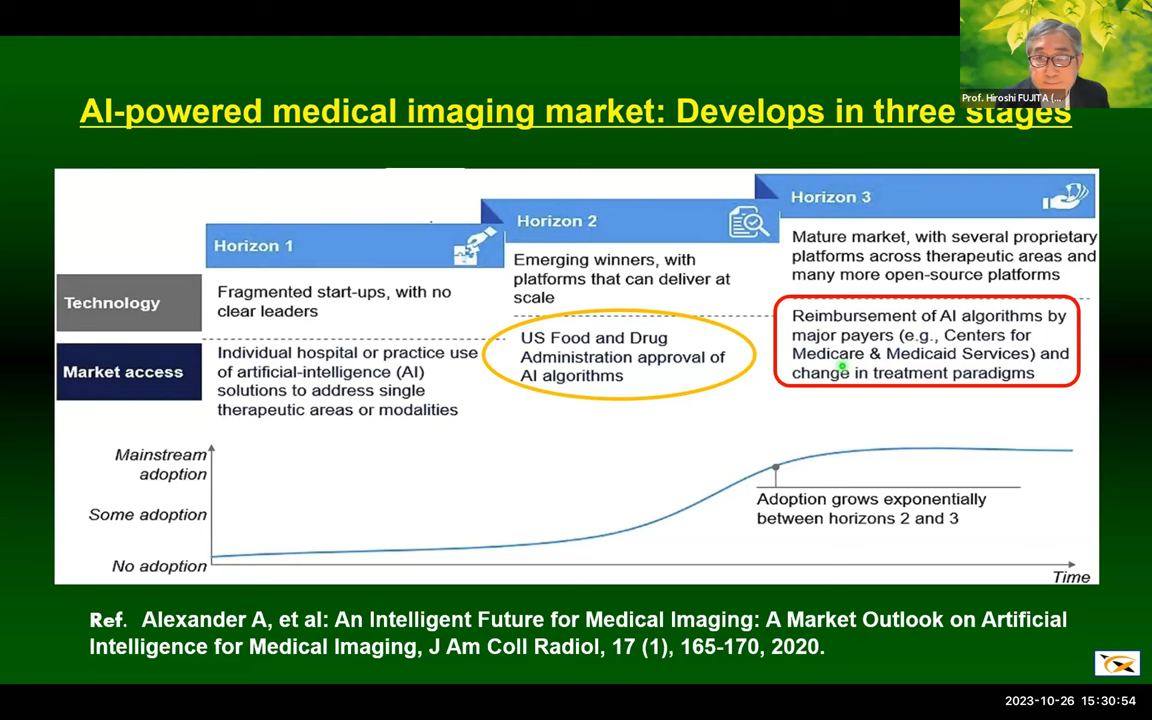 Prof. Hiroshi FUJITA (...
AI-powered medical imaging market: Develops in three stages
Horizon 1
Horizon 2
Horizon 3
Technology
Fragmented start-ups, with no
clear leaders
Emerging winners, with
platforms that can deliver at
scale
Mature market, with several proprietary
platforms across therapeutic areas and
many more open-source platforms
Market access
Individual hospital or practice use
of artificial-intelligence (AI)
solutions to address single
therapeutic areas or modalities
US Food and Drug
Administration approval of
AI algorithms
Reimbursement of AI algorithms by
major payers (e.g., Centers for
Medicare & Medicaid Services) and
change in treatment paradigms
Mainstream
adoption
Some adoption
No adoption
Adoption grows exponentially
between horizons 2 and 3
Time
Ref. Alexander A, et al: An Intelligent Future for Medical Imaging: A Market Outlook on Artificial
Intelligence for Medical Imaging, J Am Coll Radiol, 17 (1), 165-170, 2020.
2023-10-26 15:30:54